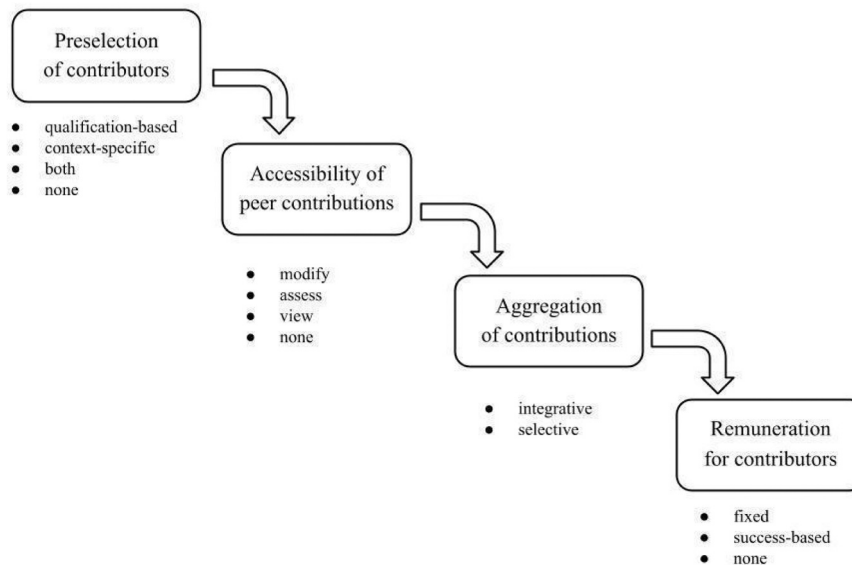 Preselection
of contributors
● qualification-based
● context-specific
● both
● none
Accessibility of
peer contributions
● modify
● assess
● view
● none
Aggregation
of contributions
● integrative
● selective
Remuneration
for contributors
● fixed
● success-based
● none